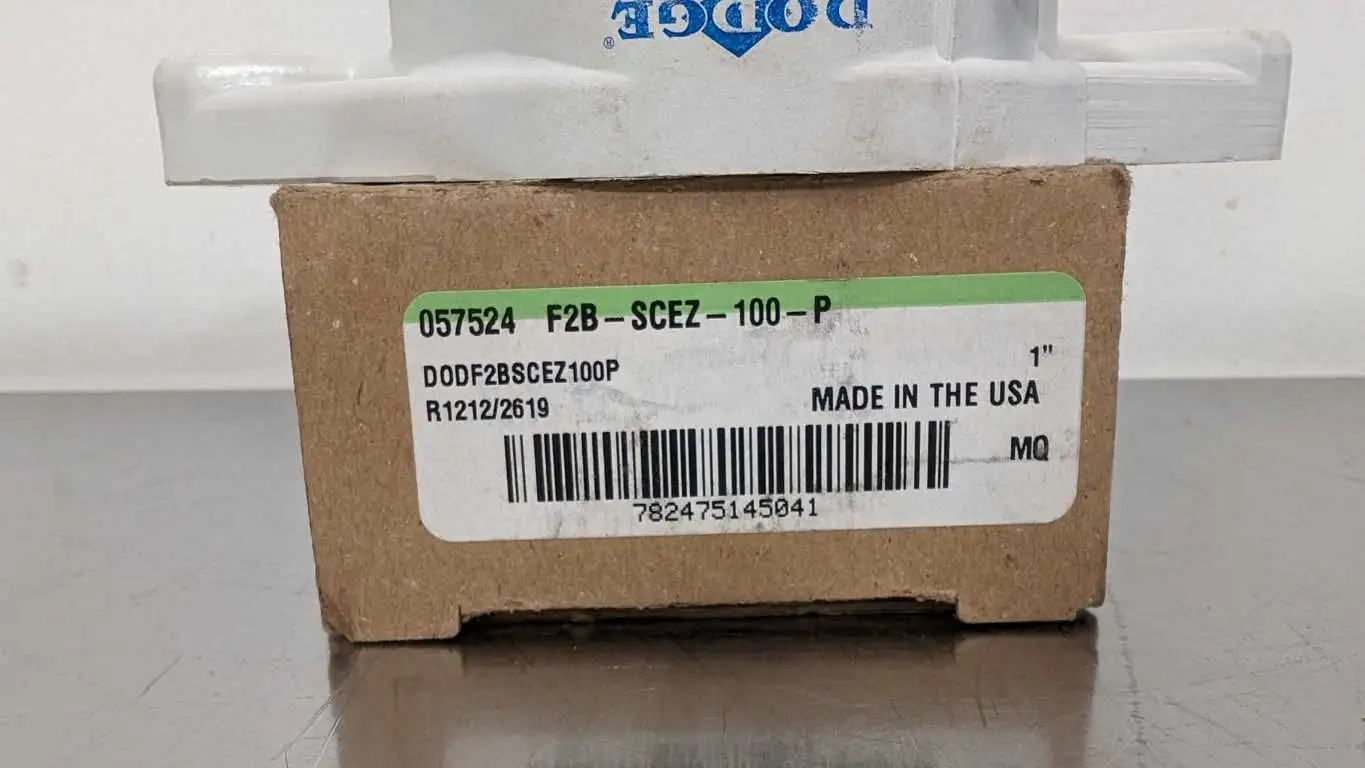 DODGE®
057524 F2B-SCEZ-100-P
DODF2BSCEZ100P
1"
R1212/2619
MADE IN THE USA
MQ
782475145041